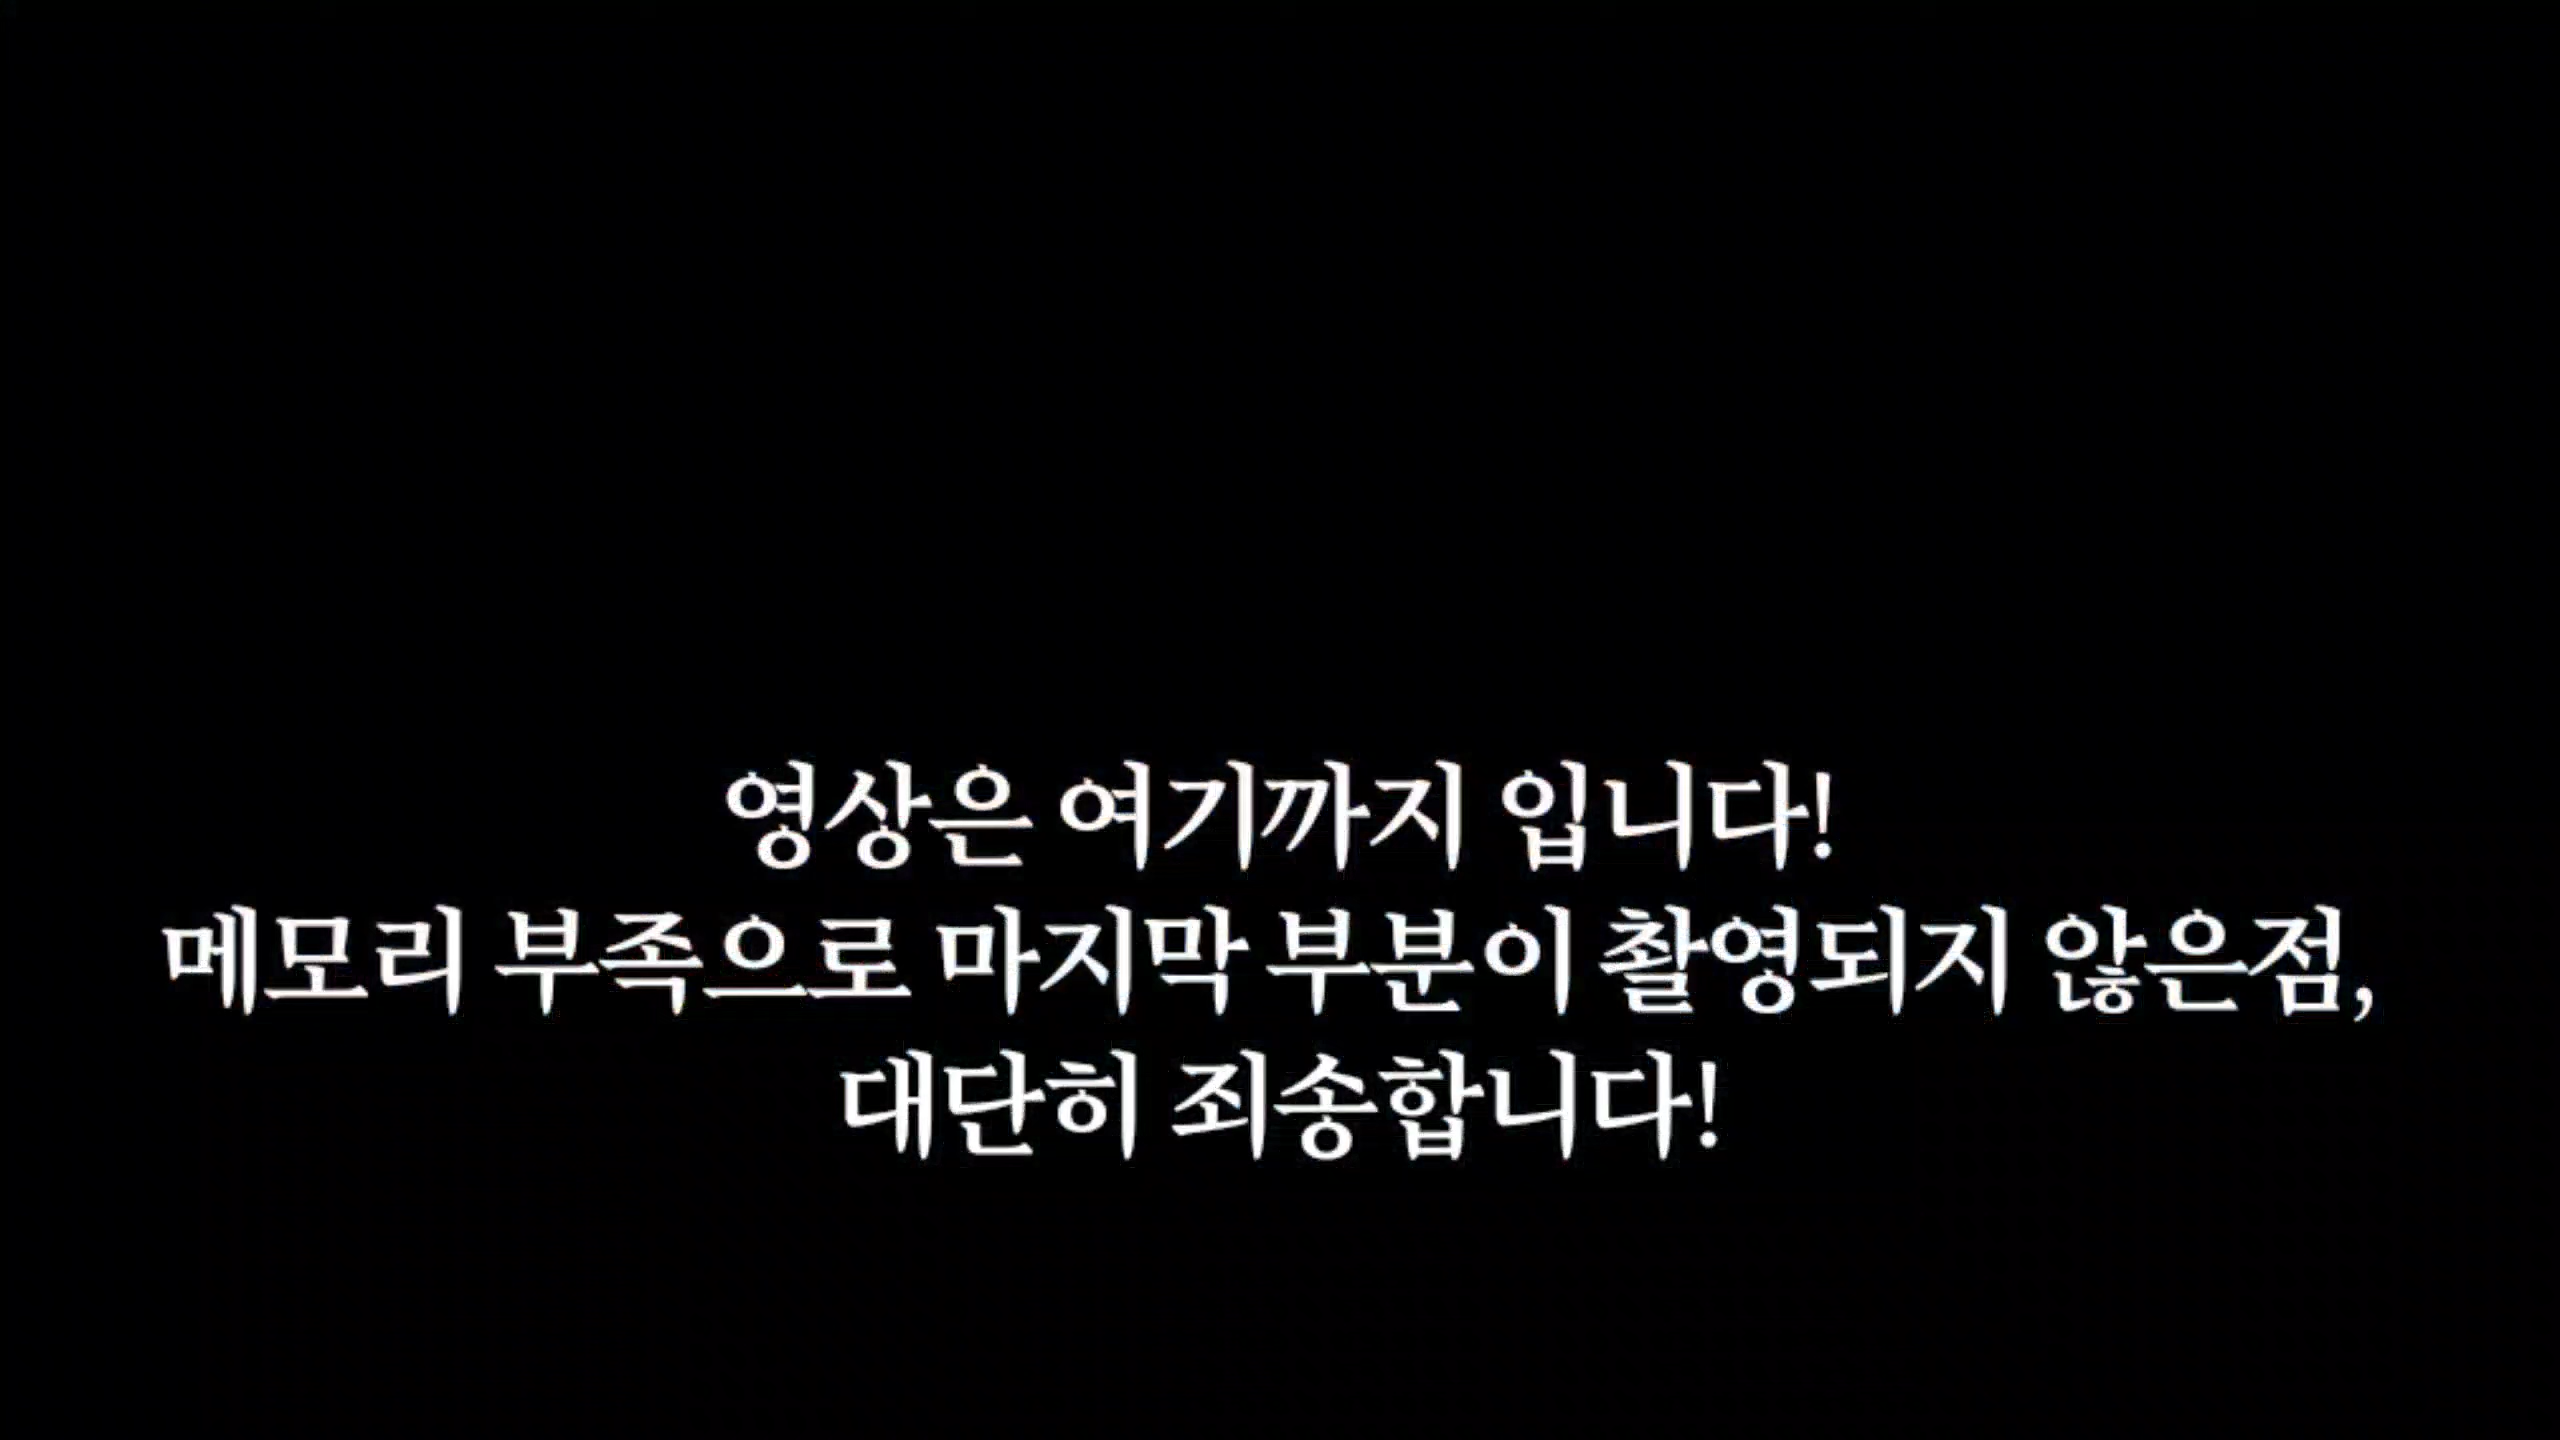 영상은 여기까지 입니다!
메모리 부족으로 마지막 부분이 촬영되지 않은점,
대단히 죄송합니다!